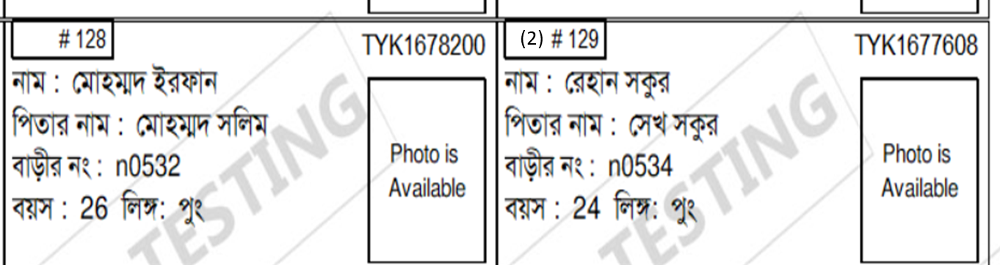 # 128 TYK1678200
নাম : মোহম্মদ ইরফান
পিতার নাম : মোহম্মদ সলিম
বাড়ীর নং : n0532
বয়স : 26 লিঙ্গ: পুং
Photo is
Available
TESTING
(2) # 129 TYK1677608
নাম : রেহান সকুর
পিতার নাম : সেখ সকুর
বাড়ীর নং : n0534
বয়স : 24 লিঙ্গ: পুং
Photo is
Available
TESTING